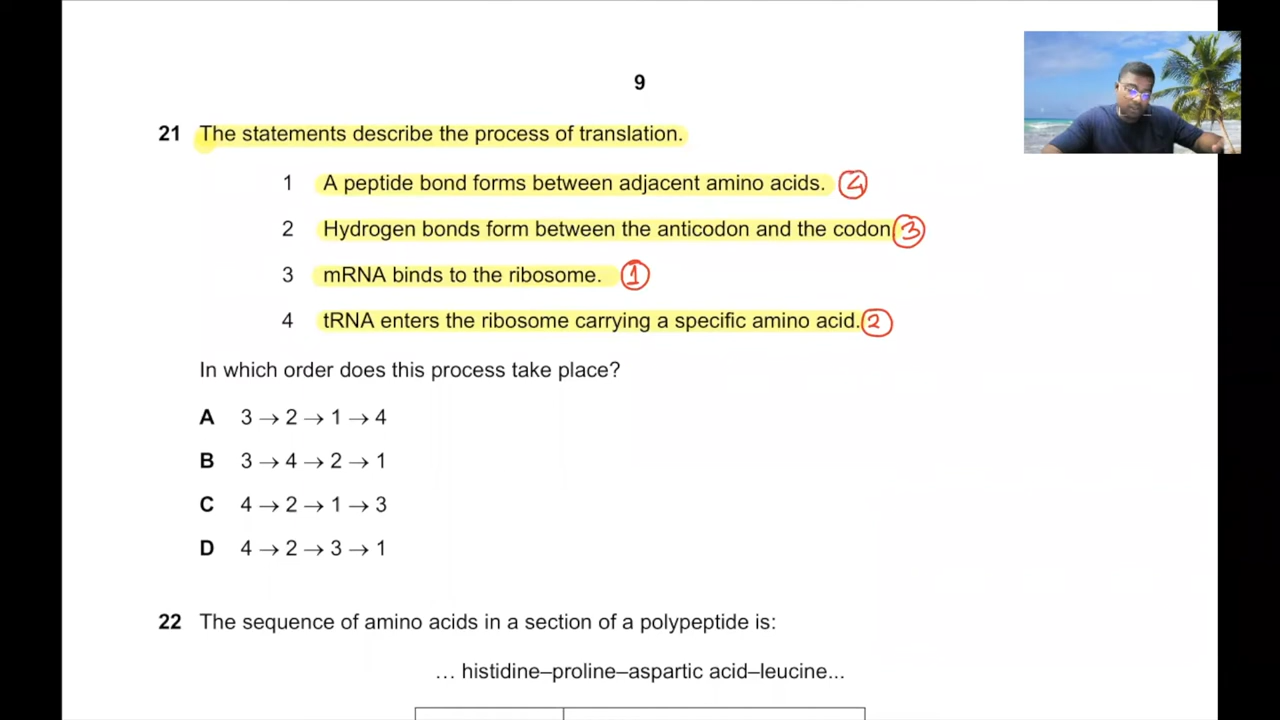 9
21 The statements describe the process of translation.
1 A peptide bond forms between adjacent amino acids. 4
2 Hydrogen bonds form between the anticodon and the codon 3
3 mRNA binds to the ribosome. 1
4 tRNA enters the ribosome carrying a specific amino acid. 2
In which order does this process take place?
A 3 → 2 → 1 → 4
B 3 → 4 → 2 → 1
C 4 → 2 → 1 → 3
D 4 → 2 → 3 → 1
22 The sequence of amino acids in a section of a polypeptide is:
... histidine–proline–aspartic acid–leucine...